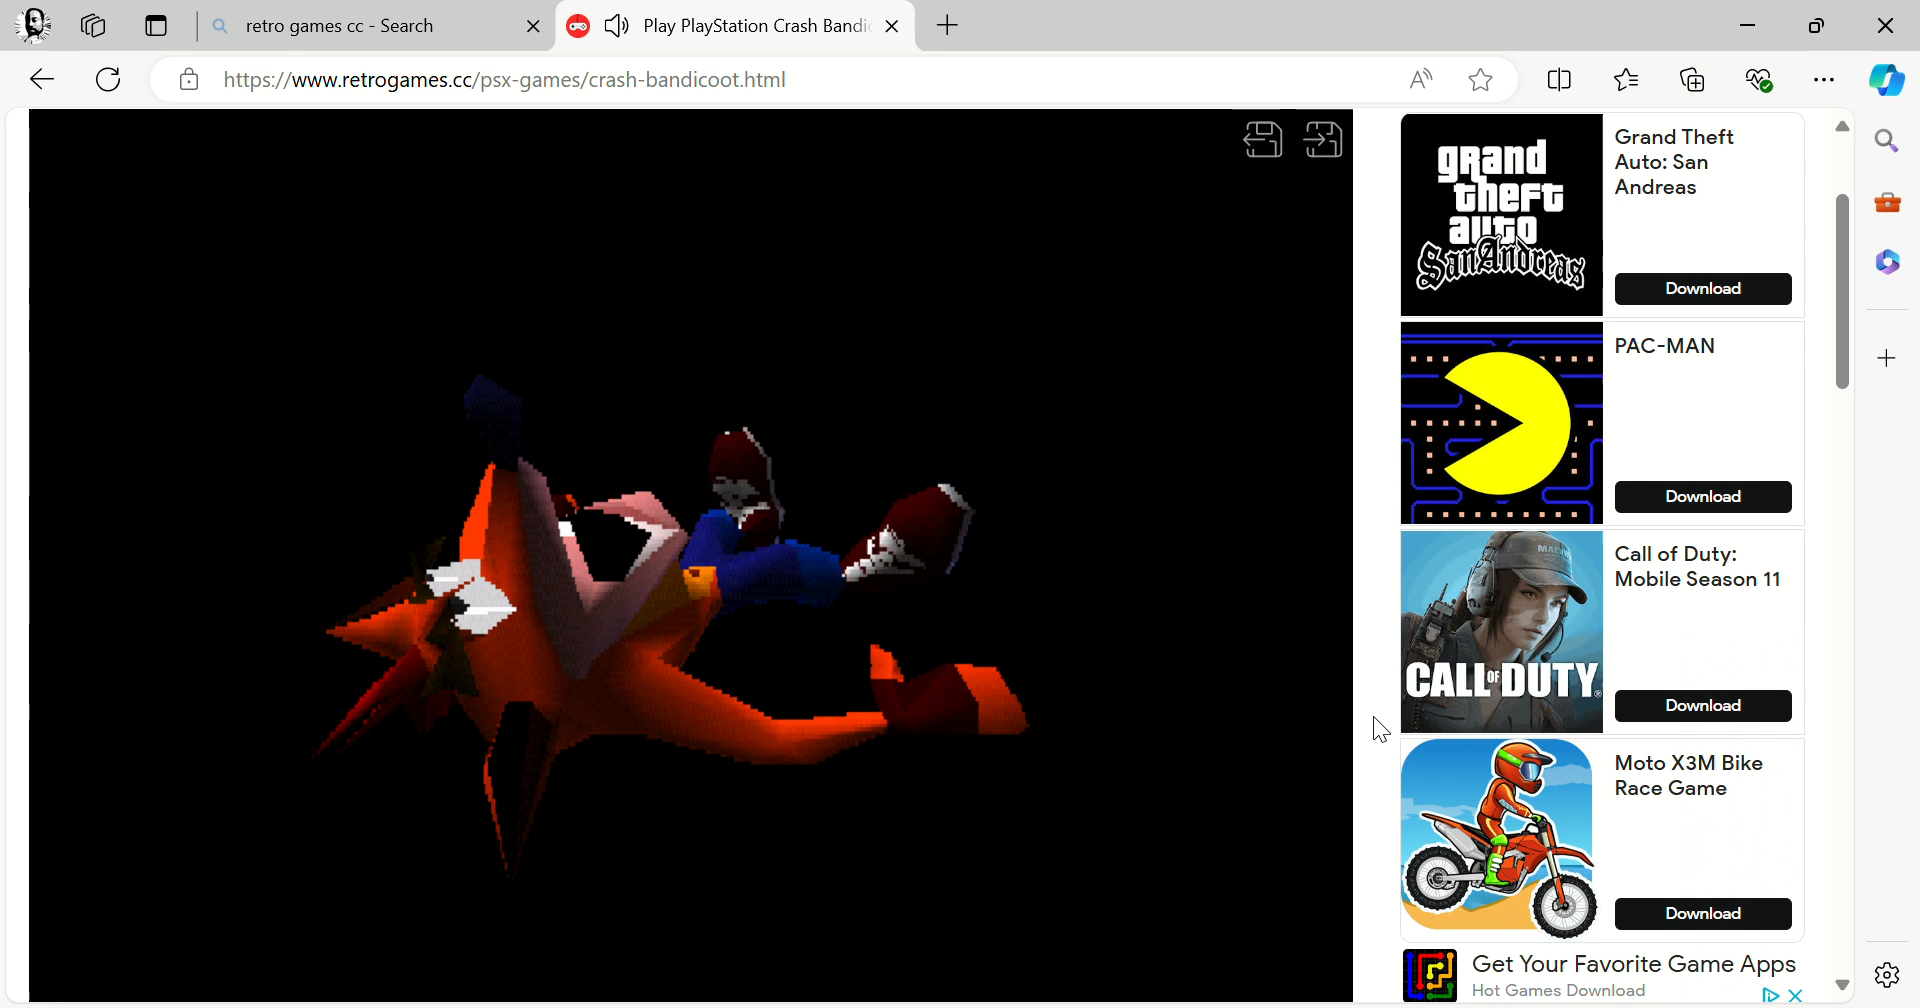 retro games cc - Search
Play PlayStation Crash Bandic
https://www.retrogames.cc/psx-games/crash-bandicoot.html
grand
theft
auto
San Andreas
Grand Theft
Auto: San
Andreas
Download
PAC-MAN
Download
CALL OF DUTY
Call of Duty:
Mobile Season 11
Download
Moto X3M Bike
Race Game
Download
Get Your Favorite Game Apps
Hot Games Download